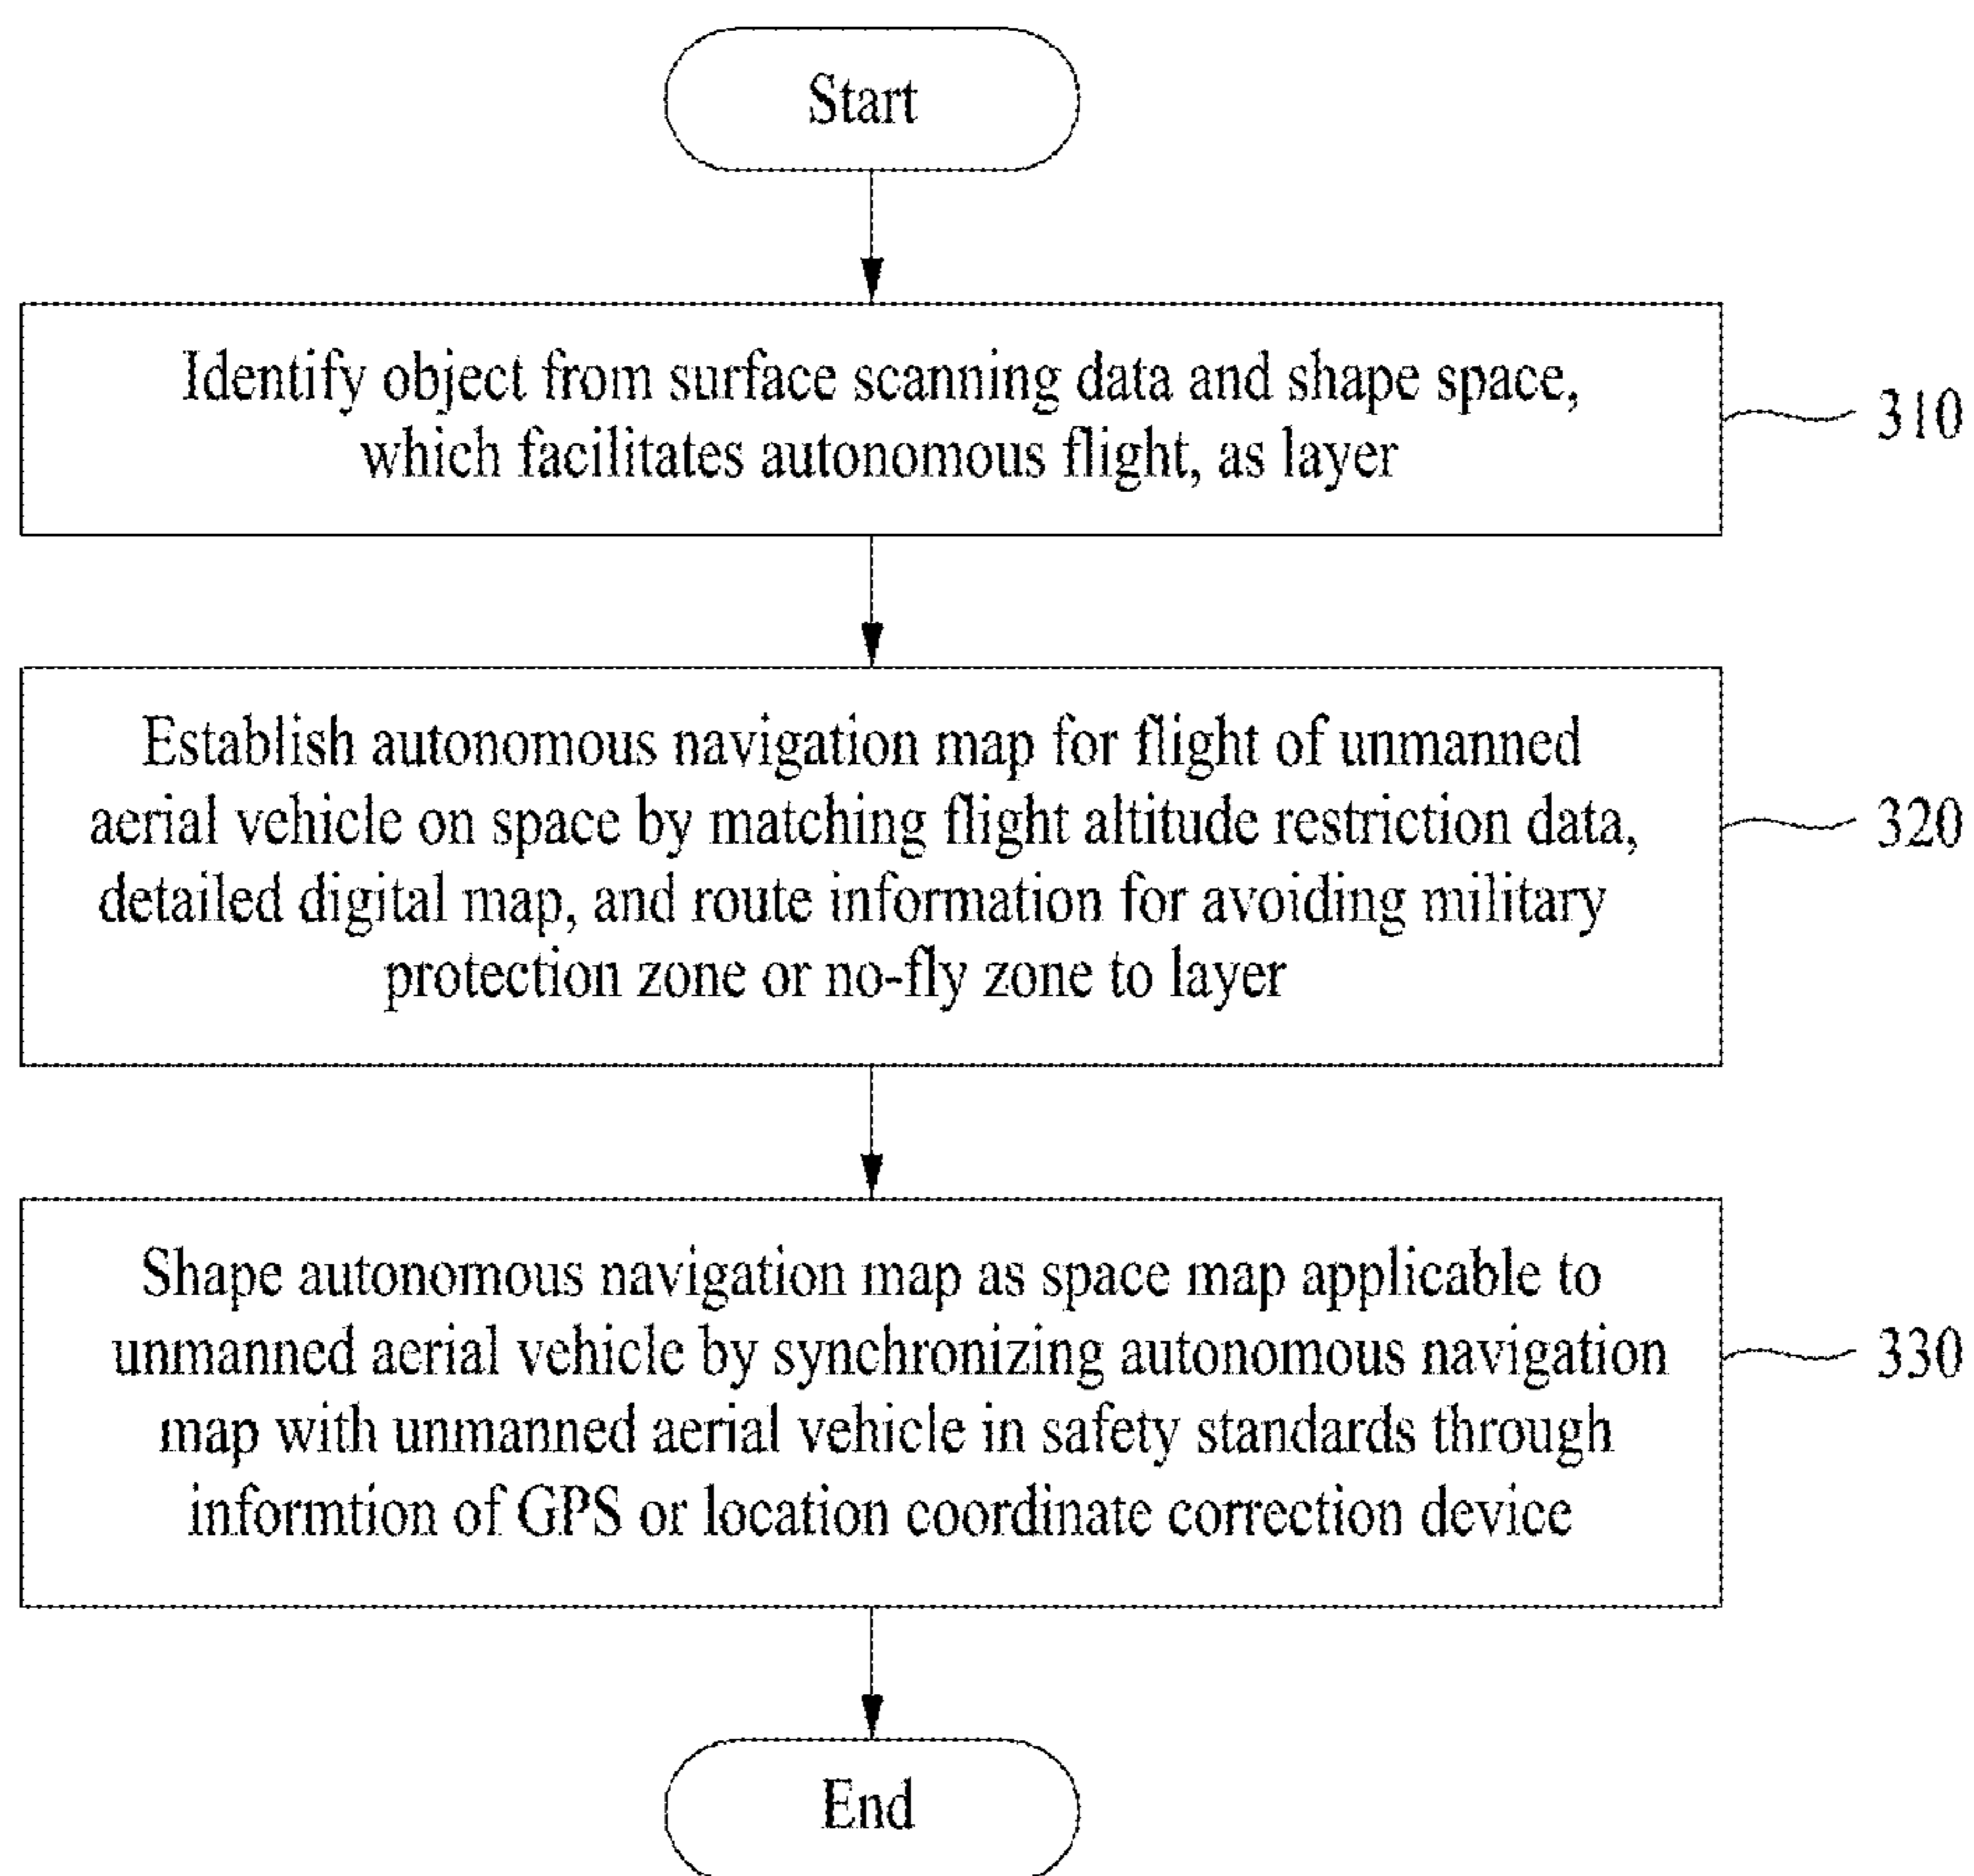 Start
Identify object from surface scanning data and shape space,
which facilitates autonomous flight, as layer
310
Establish autonomous navigation map for flight of unmanned
aerial vehicle on space by matching flight altitude restriction data,
detailed digital map, and route information for avoiding military
protection zone or no-fly zone to layer
320
Shape autonomous navigation map as space map applicable to
unmanned aerial vehicle by synchronizing autonomous navigation
map with unmanned aerial vehicle in safety standards through
informtion of GPS or location coordinate correction device
330
End